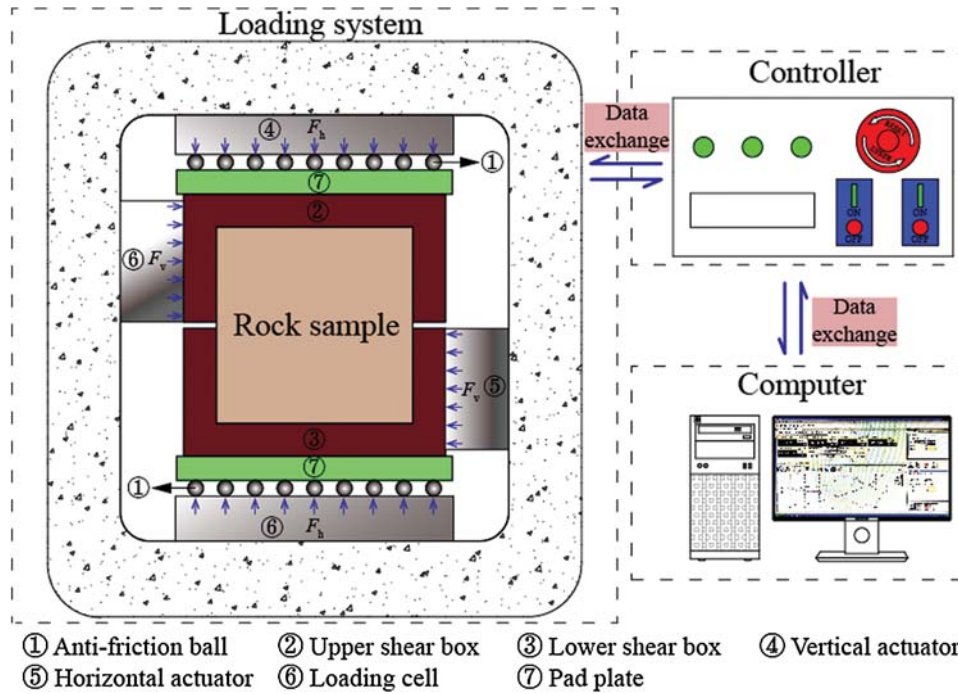 Loading system
④ Fh
①
⑦
②
⑥ Fv
Rock sample
Fv ⑤
③
⑦
①
⑥ Fh
Data
exchange
Controller
RESET
ON
OFF
ON
OFF
Data
exchange
Computer
① Anti-friction ball ② Upper shear box ③ Lower shear box ④ Vertical actuator
⑤ Horizontal actuator ⑥ Loading cell ⑦ Pad plate